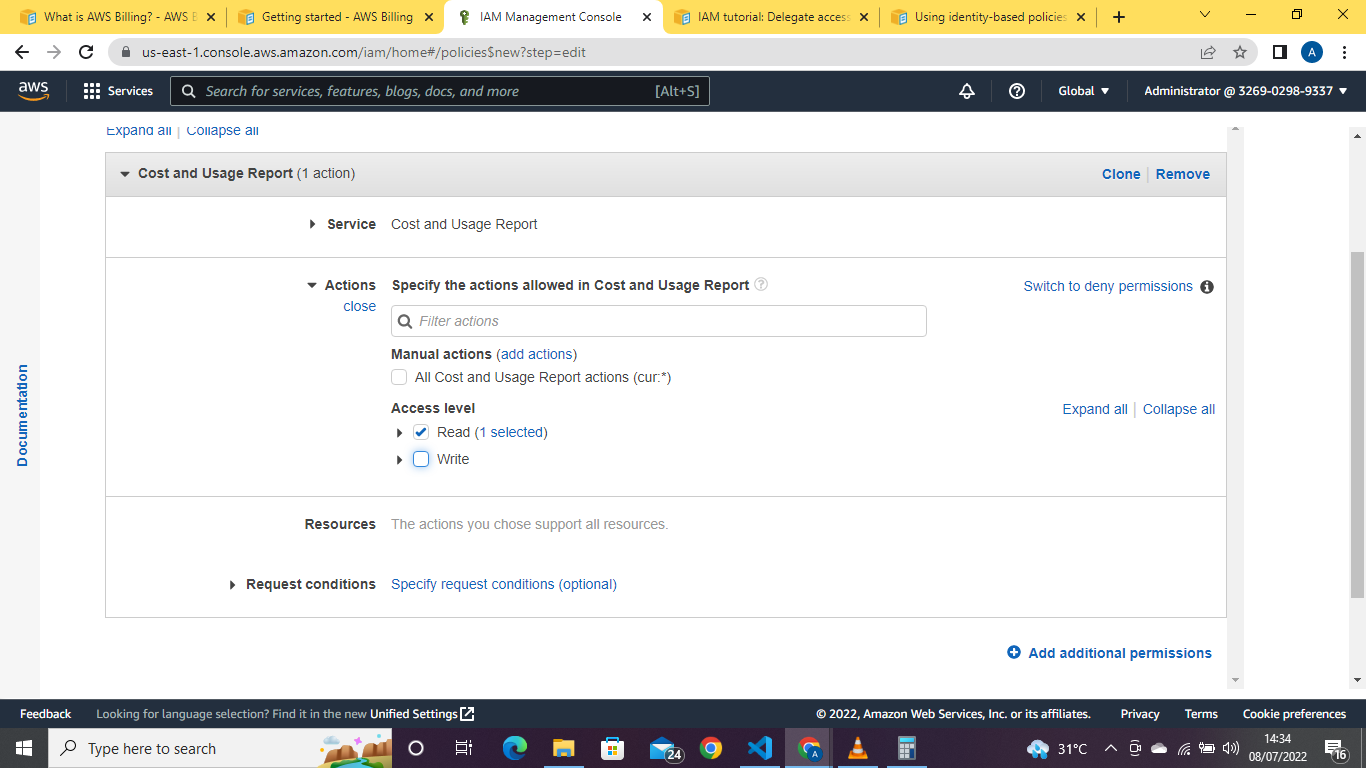 What is AWS Billing? - AWS B
Getting started - AWS Billing
IAM Management Console
IAM tutorial: Delegate access
Using identity-based policies
us-east-1.console.aws.amazon.com/iam/home#/policies$new?step=edit
A
aws
Services
Search for services, features, blogs, docs, and more
[Alt+S]
Global
Administrator @ 3269-0298-9337
Expand all | Collapse all
Cost and Usage Report (1 action)
Clone | Remove
Service Cost and Usage Report
Actions Specify the actions allowed in Cost and Usage Report
Switch to deny permissions
close
Filter actions
Manual actions (add actions)
All Cost and Usage Report actions (cur:*)
Access level
Expand all | Collapse all
Read (1 selected)
Write
Documentation
Resources The actions you chose support all resources.
Request conditions Specify request conditions (optional)
Add additional permissions
Feedback Looking for language selection? Find it in the new Unified Settings
© 2022, Amazon Web Services, Inc. or its affiliates. Privacy Terms Cookie preferences
Type here to search
24
A
31°C
14:34
08/07/2022
16